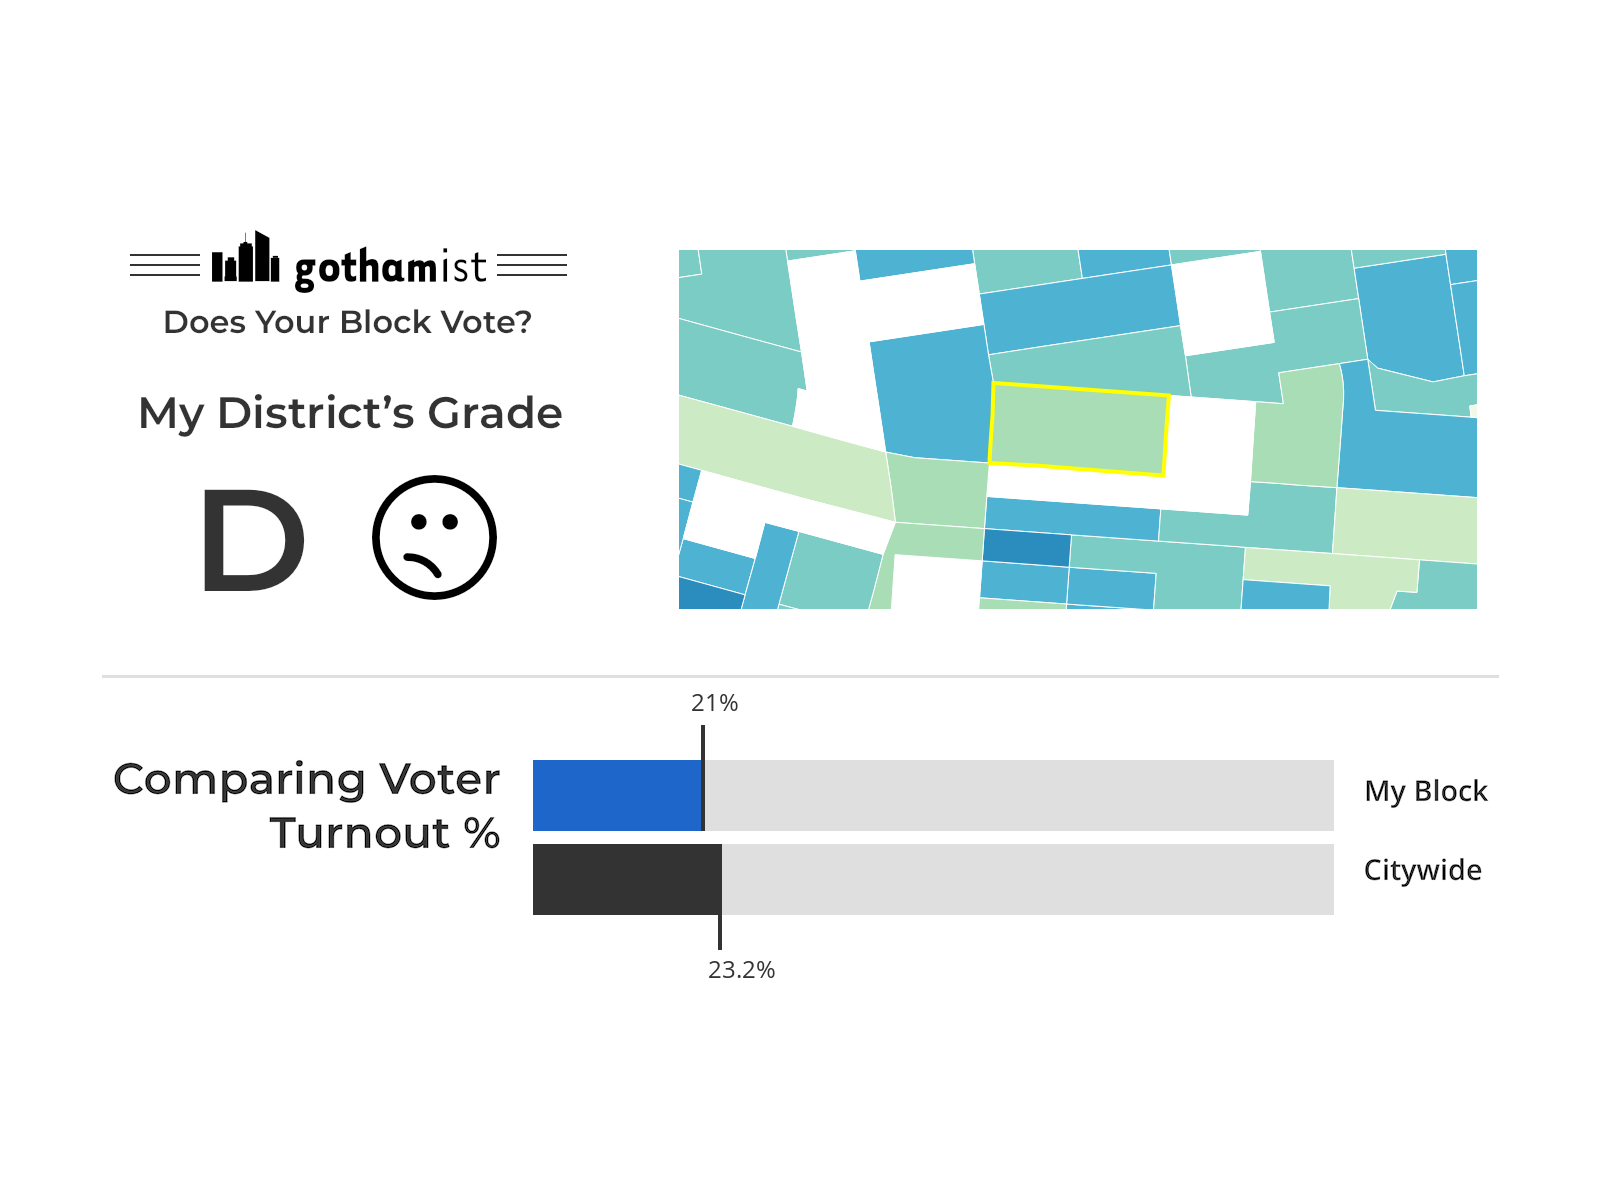 gothamist
Does Your Block Vote?
My District’s Grade
D
21%
Comparing Voter
Turnout %
My Block
Citywide
23.2%